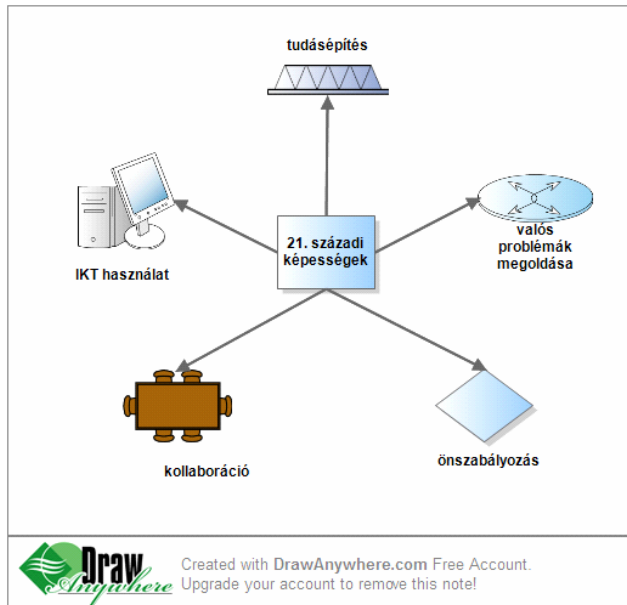 tudásépítés
IKT használat
21. századi
képességek
valós
problémák
megoldása
kollaboráció
önszabályozás
Draw
Anywhere
Created with DrawAnywhere.com Free Account.
Upgrade your account to remove this note!